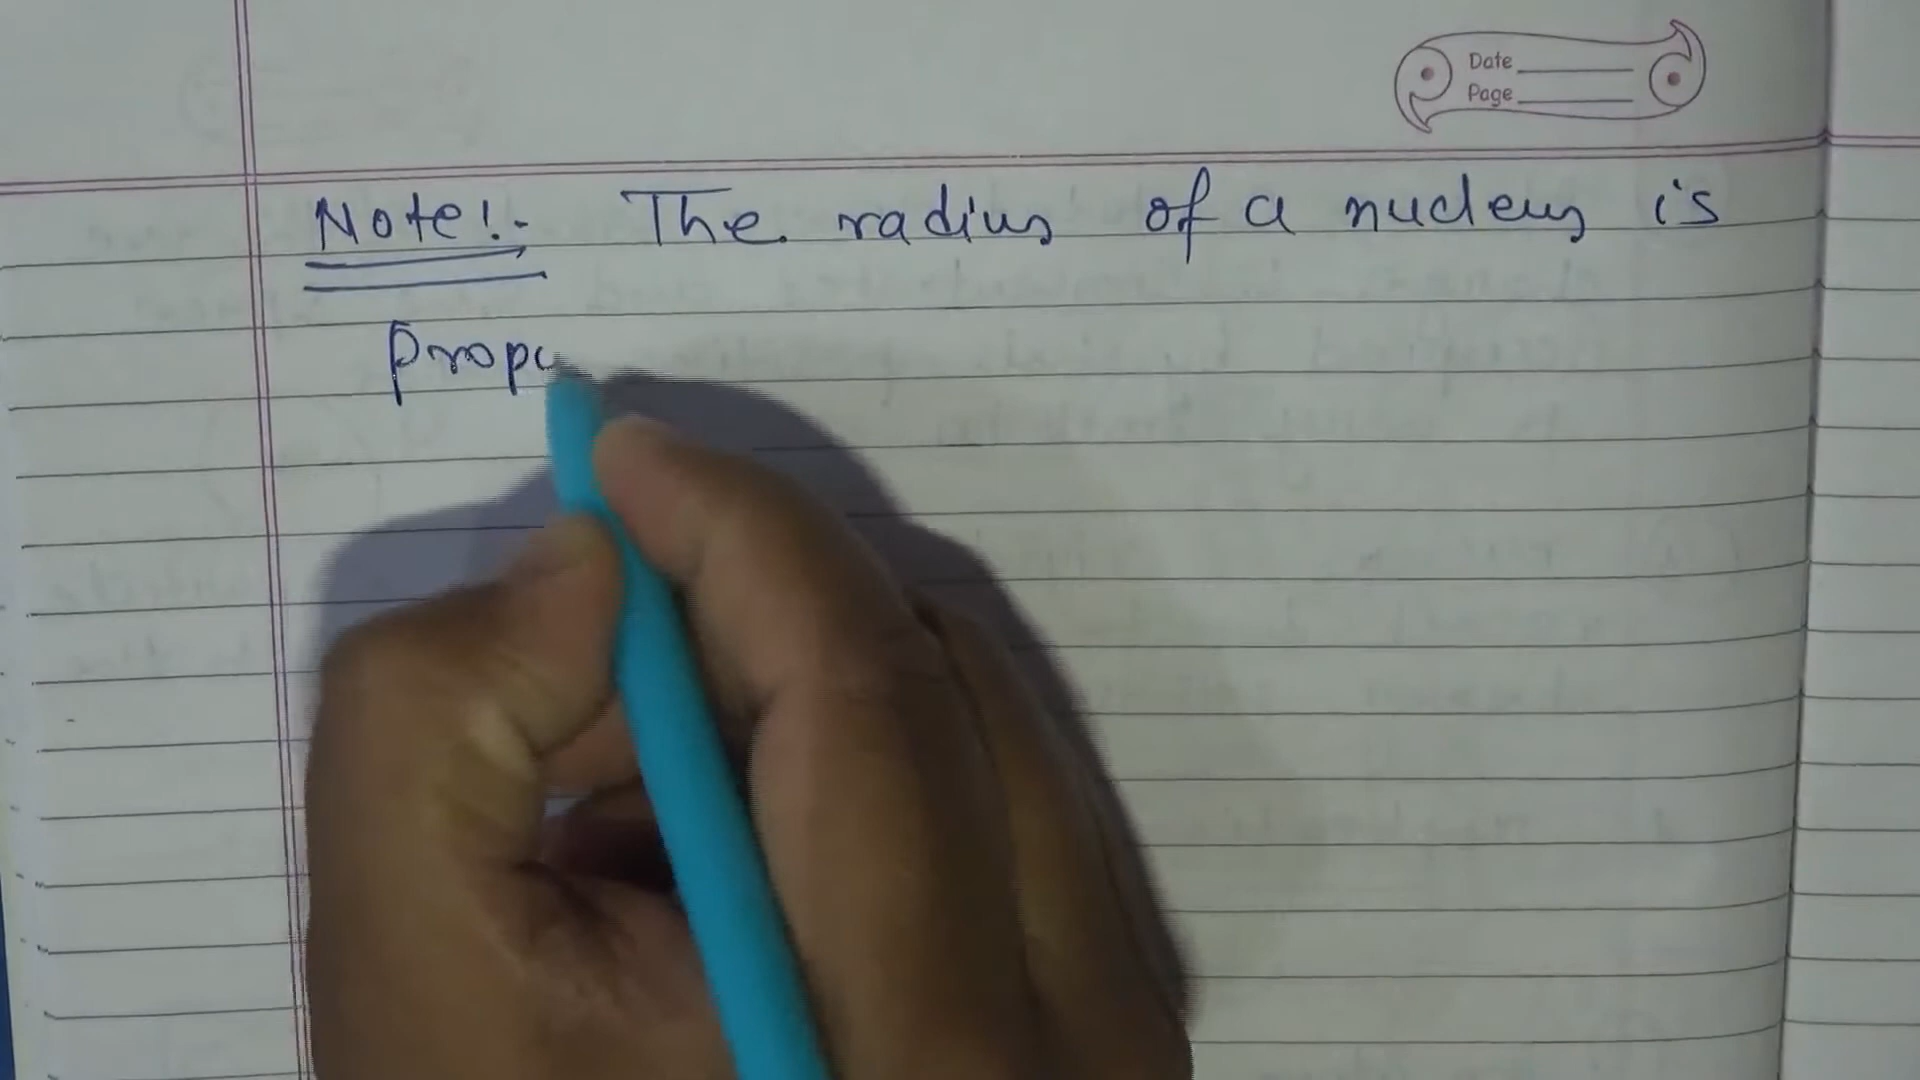 Date
Page
Note:- The radius of a nucleus is
propo